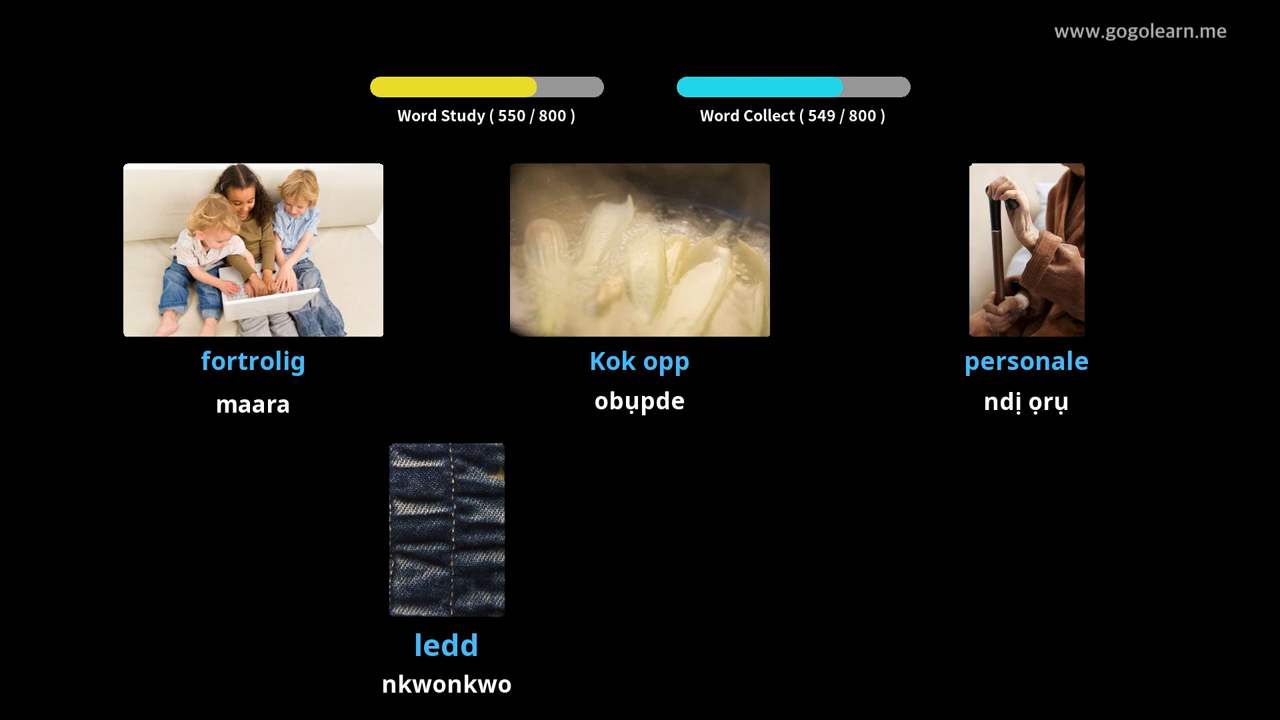 www.gogolearn.me
Word Study ( 550 / 800 )
Word Collect ( 549 / 800 )
fortrolig
Kok opp
personale
maara
obụpde
ndị ọrụ
ledd
nkwonkwo